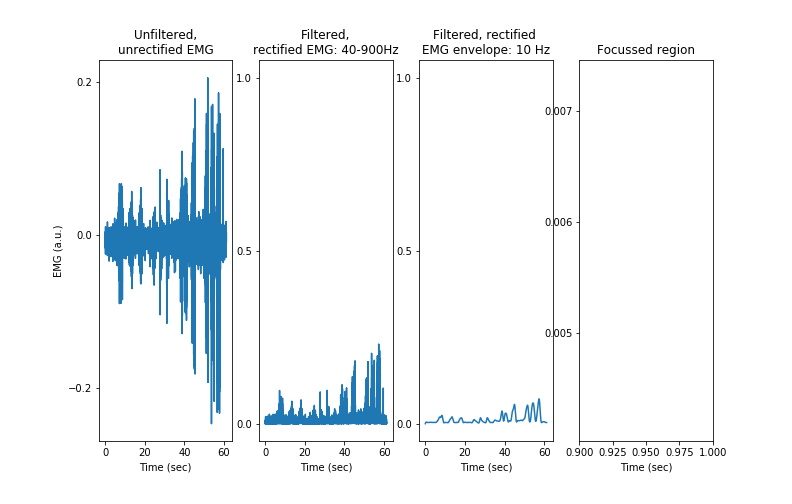 Unfiltered,
unrectified EMG
Filtered,
rectified EMG: 40-900Hz
Filtered, rectified
EMG envelope: 10 Hz
Focussed region
EMG (a.u.)
0.2
0.0
−0.2
0 20 40 60
Time (sec)
1.0
0.5
0.0
0 20 40 60
Time (sec)
1.0
0.5
0.0
0 20 40 60
Time (sec)
0.007
0.006
0.005
0.900 0.925 0.950 0.975 1.000
Time (sec)